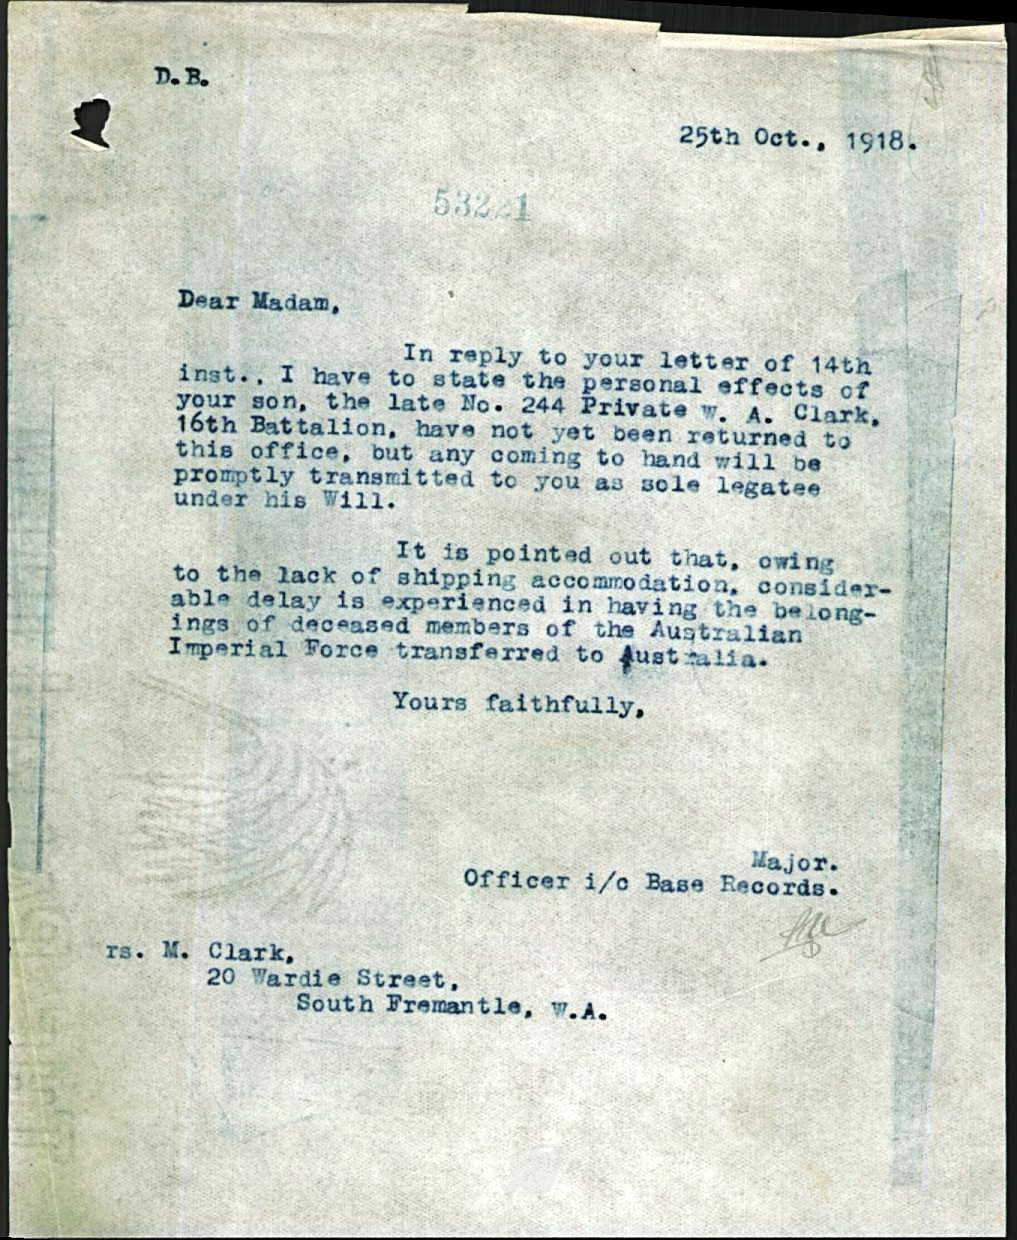 D.B.
25th Oct., 1918.
53221
Dear Madam,
In reply to your letter of 14th
inst., I have to state the personal effects of
your son, the late No. 244 Private W. A. Clark,
16th Battalion, have not yet been returned to
this office, but any coming to hand will be
promptly transmitted to you as sole legatee
under his Will.
It is pointed out that, owing
to the lack of shipping accommodation, consider-
able delay is experienced in having the belong-
ings of deceased members of the Australian
Imperial Force transferred to Australia.
Yours faithfully,
Major.
Officer i/c Base Records.
rs. M. Clark,
20 Wardie Street,
South Fremantle, W.A.